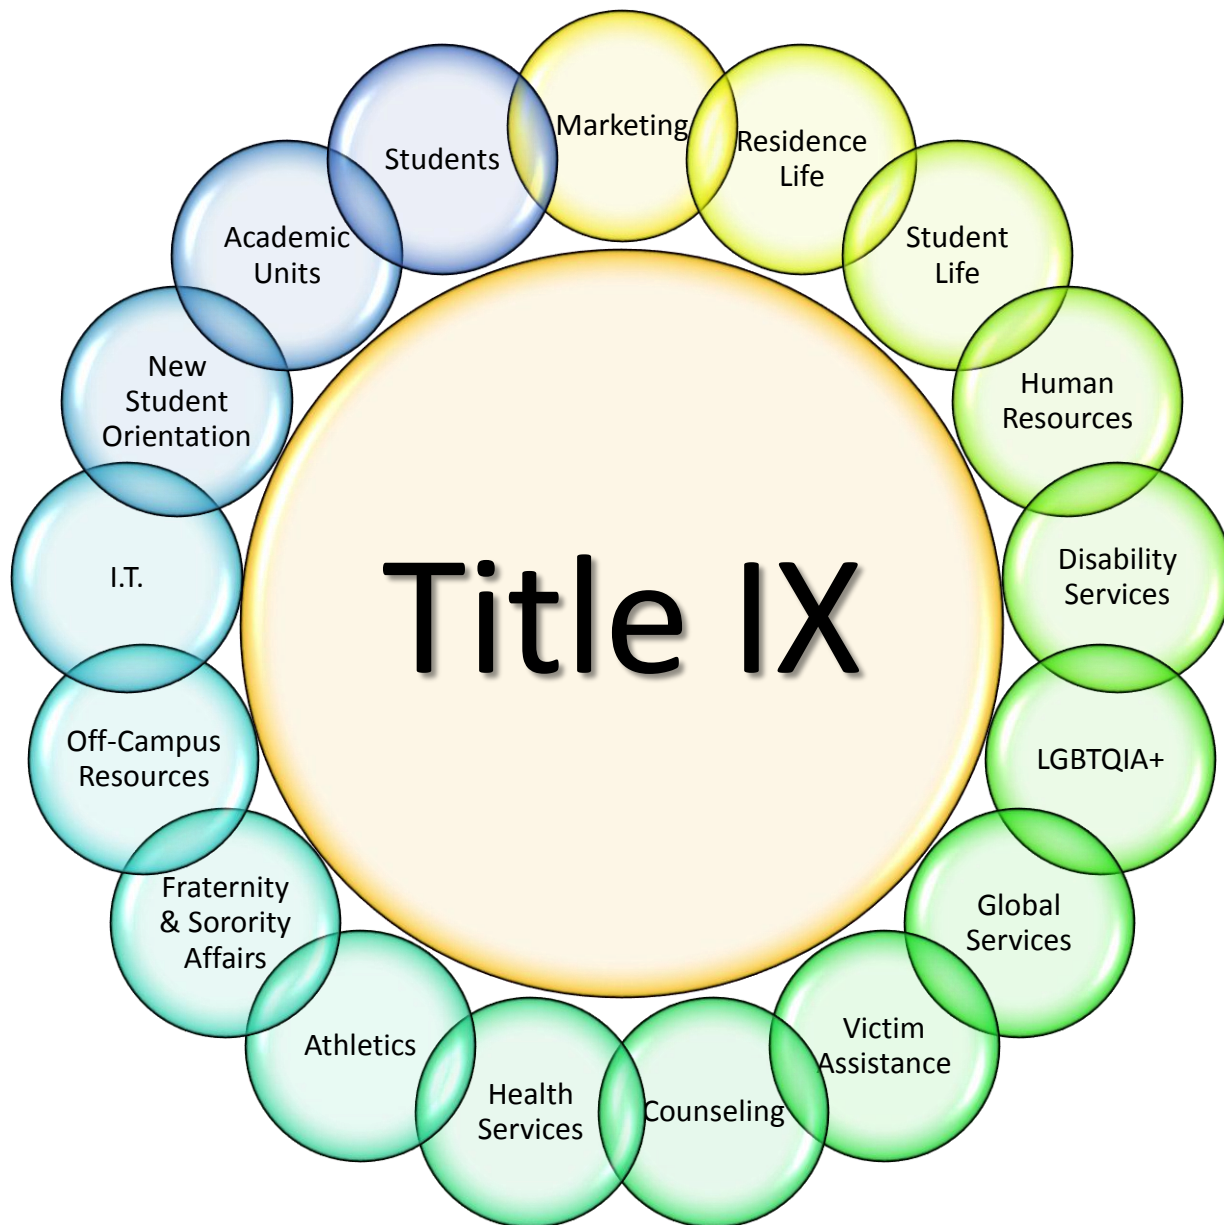 Marketing
Residence
Life
Student
Life
Human
Resources
Disability
Services
LGBTQIA+
Global
Services
Victim
Assistance
Counseling
Health
Services
Athletics
Fraternity
& Sorority
Affairs
Off-Campus
Resources
I.T.
New
Student
Orientation
Academic
Units
Students
Title IX